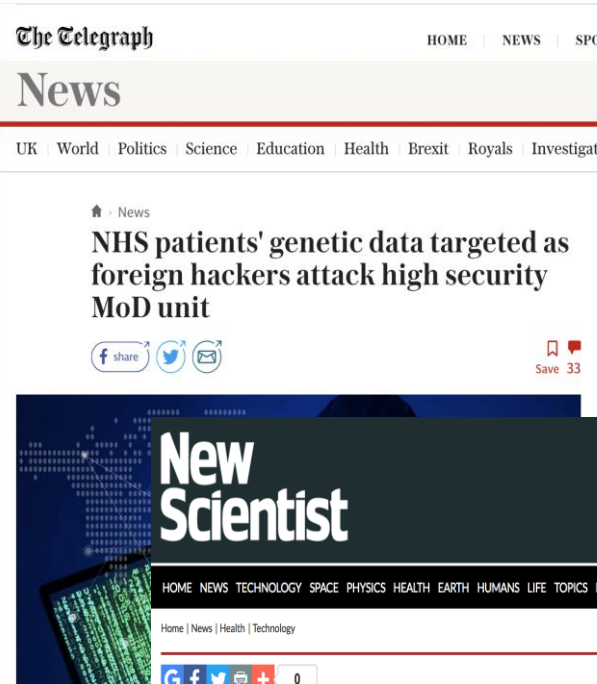 The Telegraph
HOME NEWS
News
UK World Politics Science Education Health Brexit Royals
News
NHS patients' genetic data targeted as
foreign hackers attack high security
MoD unit
share
Save 33
New
Scientist
HOME NEWS TECHNOLOGY SPACE PHYSICS HEALTH EARTH HUMANS LIFE TOPICS
Home | News | Health | Technology
0